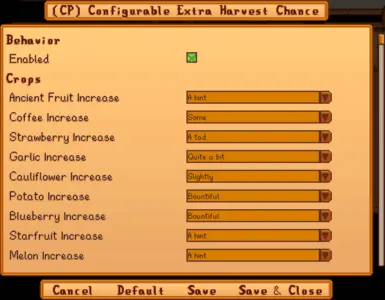 (CP) Configurable Extra Harvest Chance
Behavior
Enabled
Crops
Ancient Fruit Increase A hint
Coffee Increase Some
Strawberry Increase A tad
Garlic Increase Quite a bit
Cauliflower Increase Slightly
Potato Increase Bountiful
Blueberry Increase Bountiful
Starfruit Increase A hint
Melon Increase A hint
Cancel Default Save Save & Close